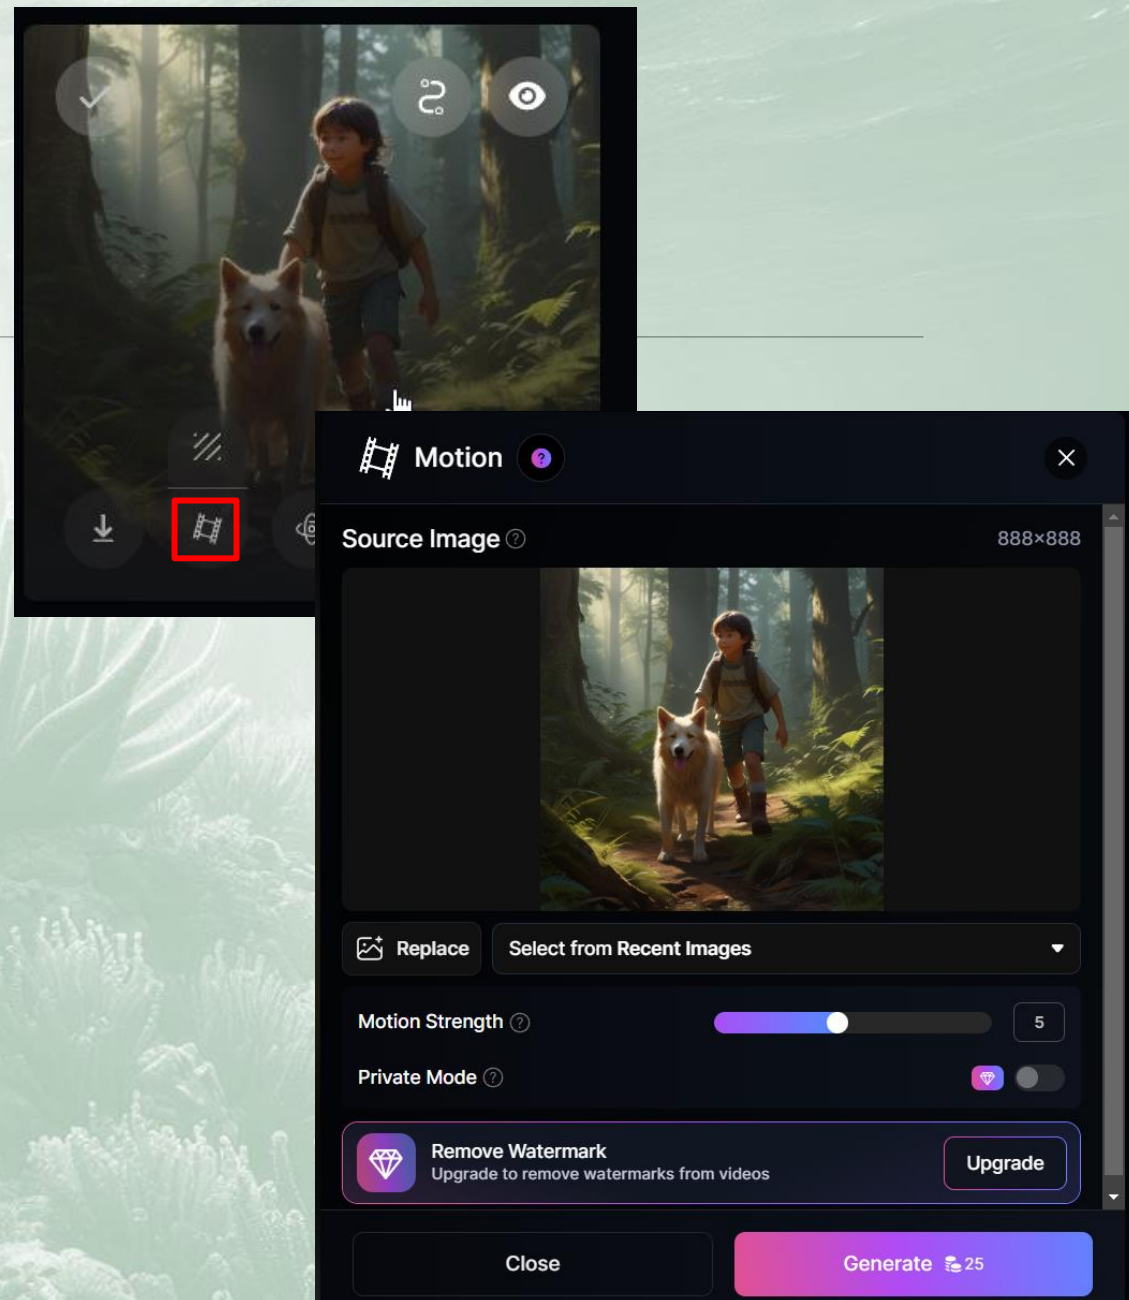 Motion ?
Source Image ?
888×888
Replace
Select from Recent Images
Motion Strength ?
5
Private Mode ?
Remove Watermark
Upgrade to remove watermarks from videos
Upgrade
Close
Generate 25